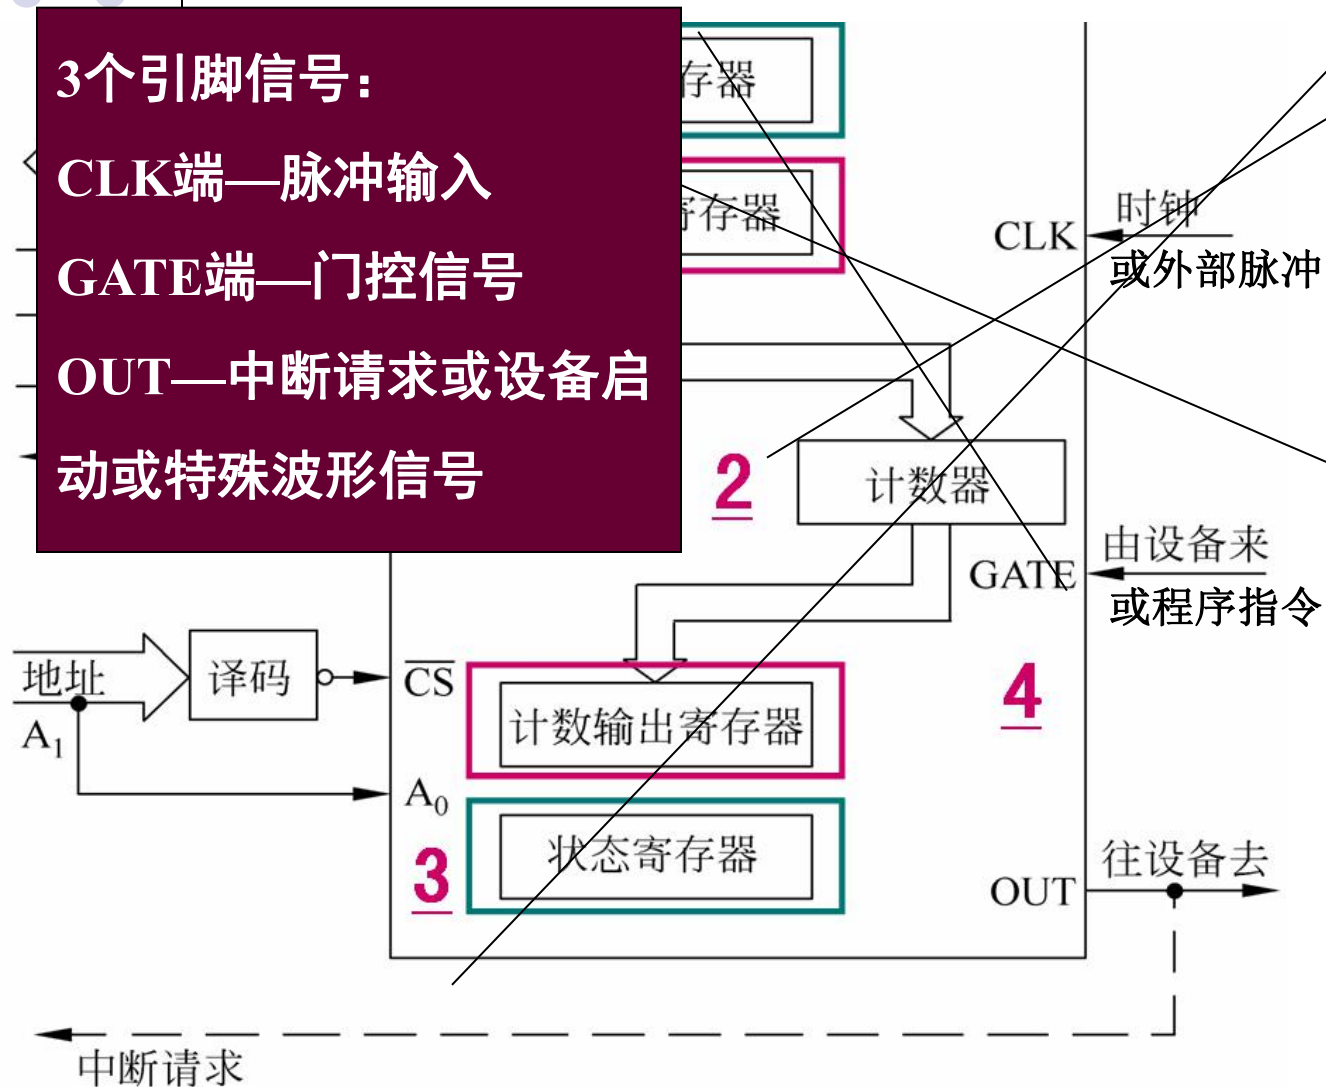 3个引脚信号：
CLK端—脉冲输入
GATE端—门控信号
OUT—中断请求或设备启
动或特殊波形信号
存器
寄存器
CLK
时钟
或外部脉冲
2
计数器
GATE
由设备来
或程序指令
地址
译码
CS
A1
计数输出寄存器
4
A0
状态寄存器
3
OUT
往设备去
中断请求